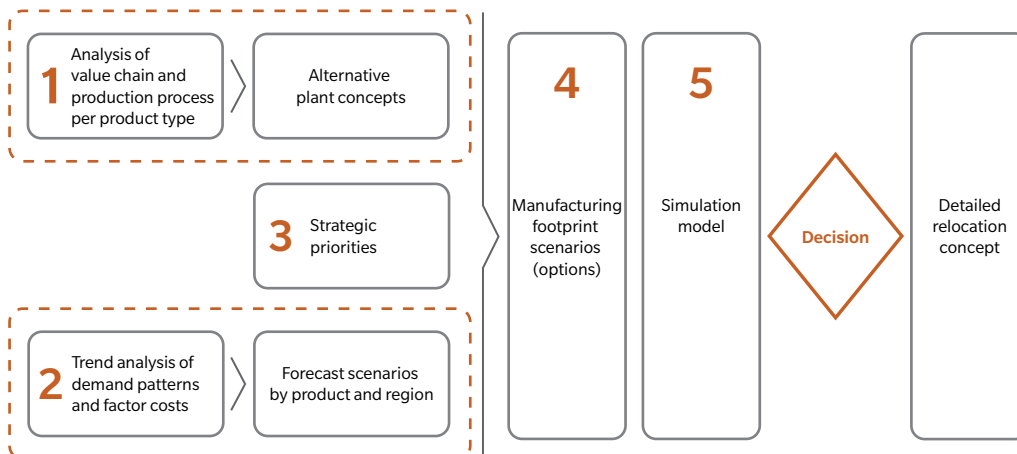 1
Analysis of
value chain and
production process
per product type
Alternative
plant concepts
3
Strategic
priorities
2
Trend analysis of
demand patterns
and factor costs
Forecast scenarios
by product and region
4
Manufacturing
footprint
scenarios
(options)
5
Simulation
model
Decision
Detailed
relocation
concept